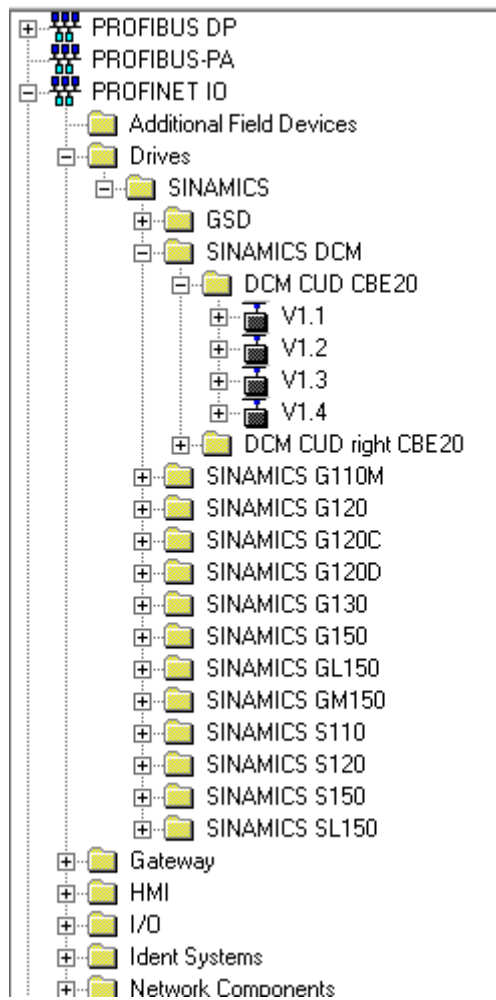 PROFIBUS DP
PROFIBUS-PA
PROFINET IO
Additional Field Devices
Drives
SINAMICS
GSD
SINAMICS DCM
DCM CUD CBE20
V1.1
V1.2
V1.3
V1.4
DCM CUD right CBE20
SINAMICS G110M
SINAMICS G120
SINAMICS G120C
SINAMICS G120D
SINAMICS G130
SINAMICS G150
SINAMICS GL150
SINAMICS GM150
SINAMICS S110
SINAMICS S120
SINAMICS S150
SINAMICS SL150
Gateway
HMI
I/O
Ident Systems
Network Components